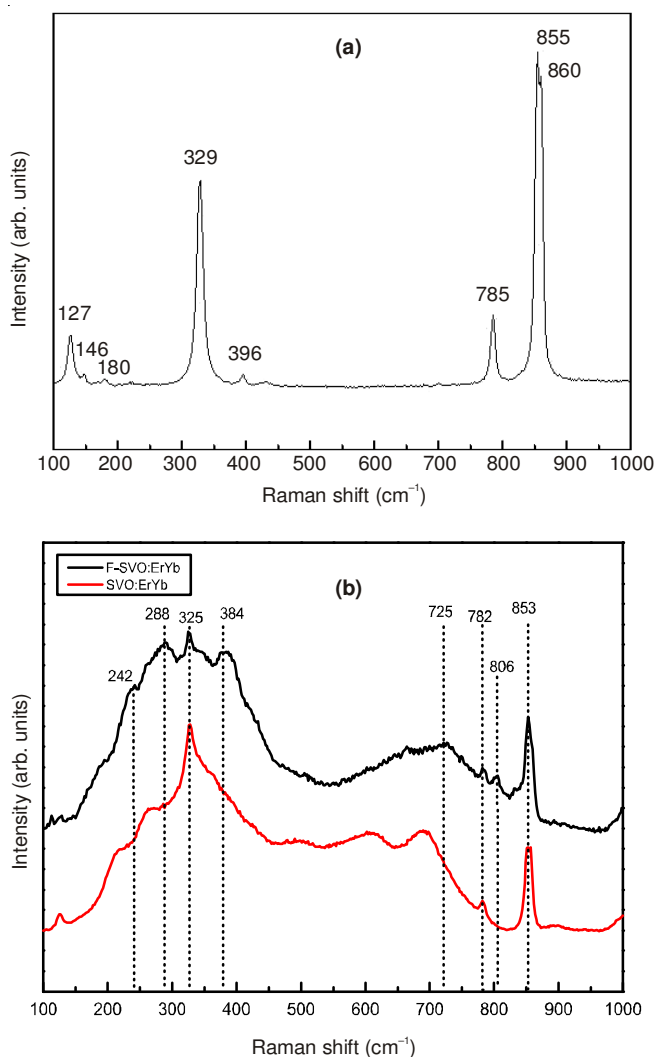 (a)
855
860
329
785
127
146
180
396
Intensity (arb. units)
100 200 300 400 500 600 700 800 900 1000
Raman shift (cm⁻¹)
F-SVO:ErYb
SVO:ErYb
(b)
288 325 384 725 782 853
806
242
Intensity (arb. units)
100 200 300 400 500 600 700 800 900 1000
Raman shift (cm⁻¹)